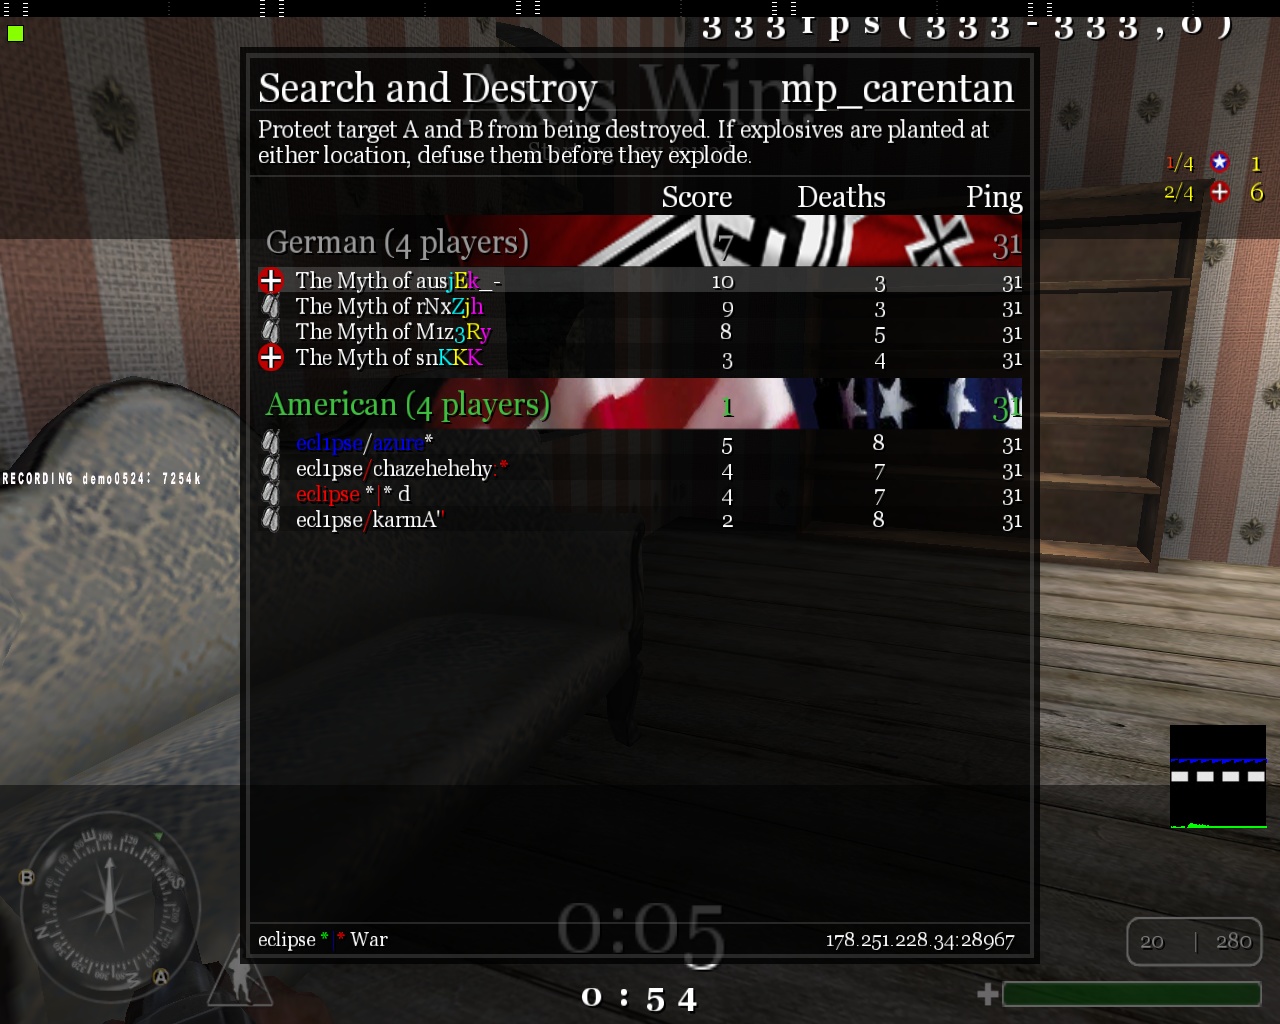 333fps(333-333,0)
Axis Win!
Search and Destroy mp_carentan
Protect target A and B from being destroyed. If explosives are planted at
either location, defuse them before they explode.
1/4 1
2/4 6
Score Deaths Ping
German (4 players) 7 31
The Myth of ausjEk_- 10 3 31
The Myth of rNxZjh 9 3 31
The Myth of M1z3Ry 8 5 31
The Myth of snKKK 3 4 31
American (4 players) 1 31
ecl1pse/azure* 5 8 31
ecl1pse/chazehehehy:* 4 7 31
eclipse *|* d 4 7 31
ecl1pse/karmA'' 2 8 31
RECORDING demo0524: 7254k
B
E
100
120
S
N
W
A
0:05
eclipse *|* War 178.251.228.34:28967
20 | 280
0:54